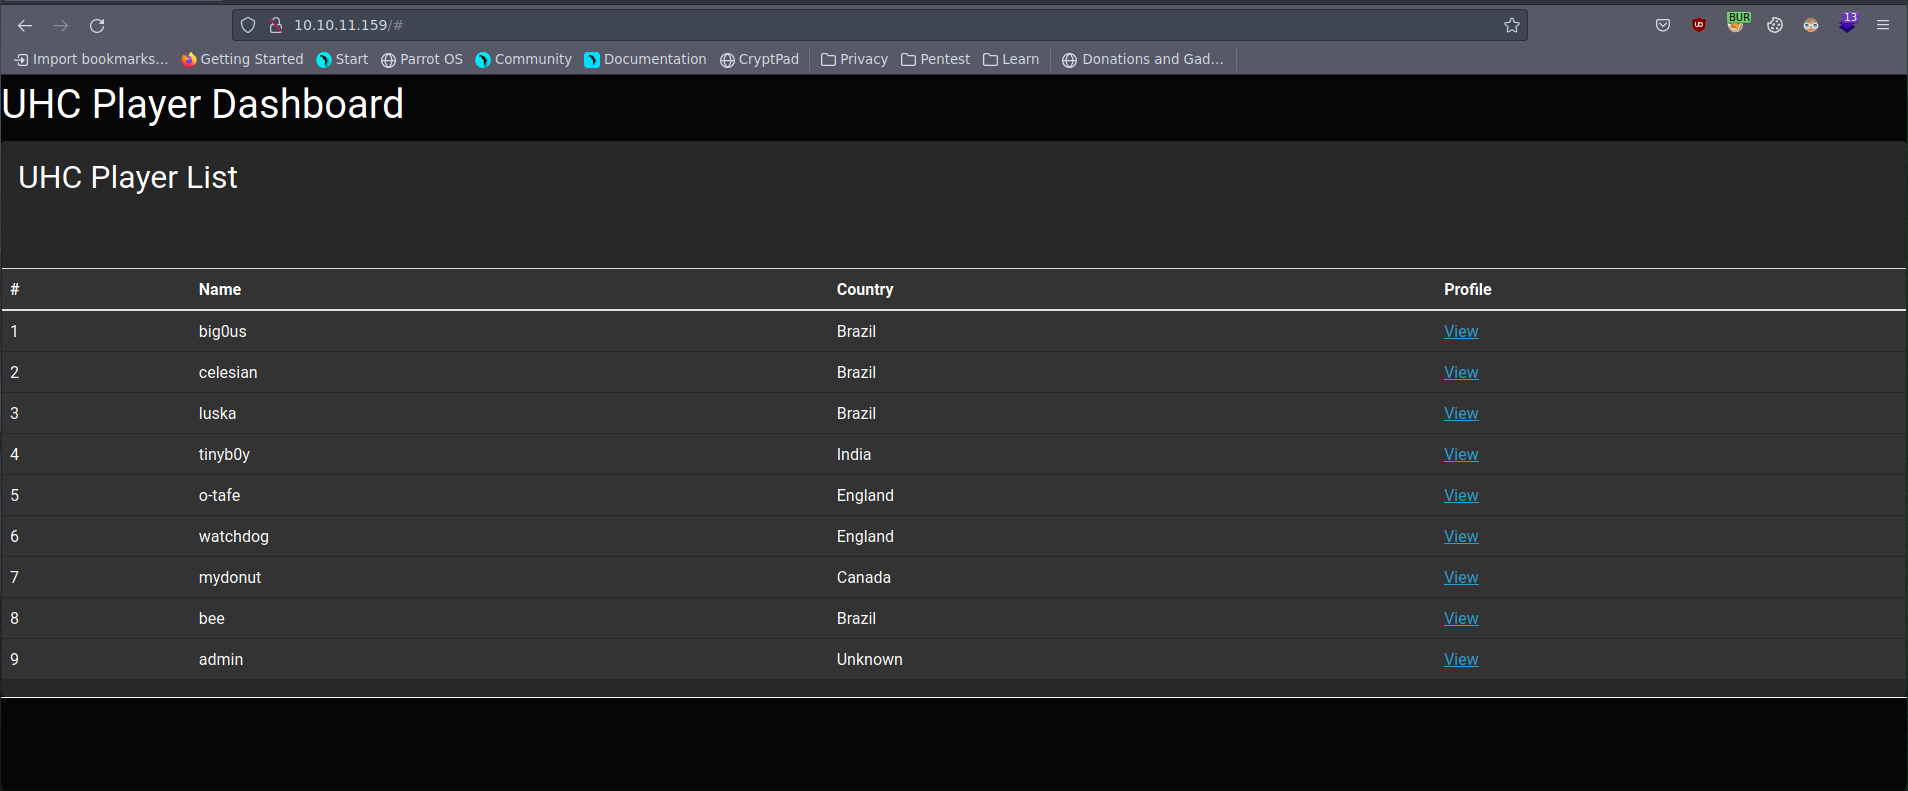 10.10.11.159/#
BUR
13
Import bookmarks... Getting Started Start Parrot OS Community Documentation CryptPad Privacy Pentest Learn Donations and Gad...
UHC Player Dashboard
UHC Player List
# Name Country Profile
1 big0us Brazil View
2 celesian Brazil View
3 luska Brazil View
4 tinyb0y India View
5 o-tafe England View
6 watchdog England View
7 mydonut Canada View
8 bee Brazil View
9 admin Unknown View